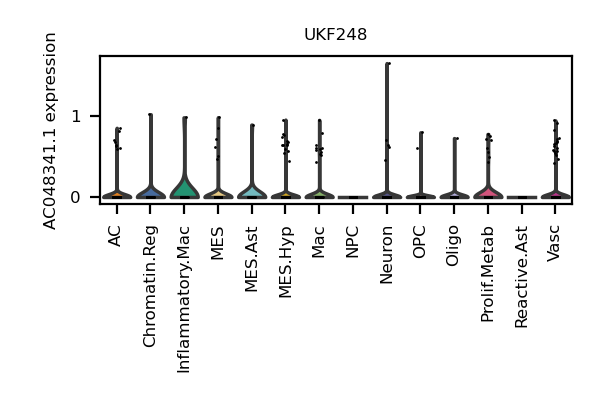 UKF248
AC048341.1 expression
1
0
AC
Chromatin.Reg
Inflammatory.Mac
MES
MES.Ast
MES.Hyp
Mac
NPC
Neuron
OPC
Oligo
Prolif.Metab
Reactive.Ast
Vasc